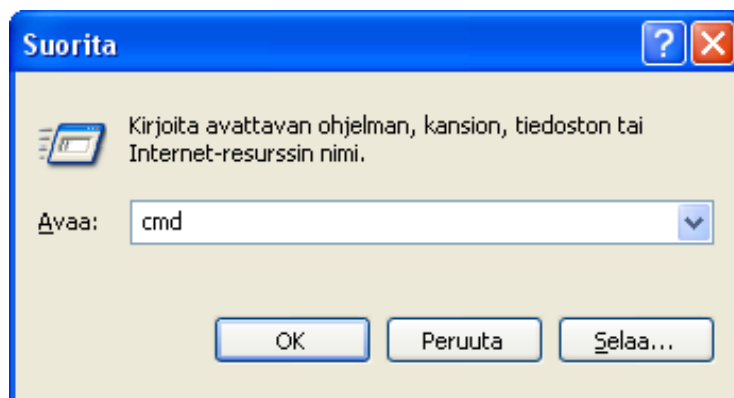 Suorita
Kirjoita avattavan ohjelman, kansion, tiedoston tai
Internet-resurssin nimi.
Avaa: cmd
OK Peruuta Selaa...